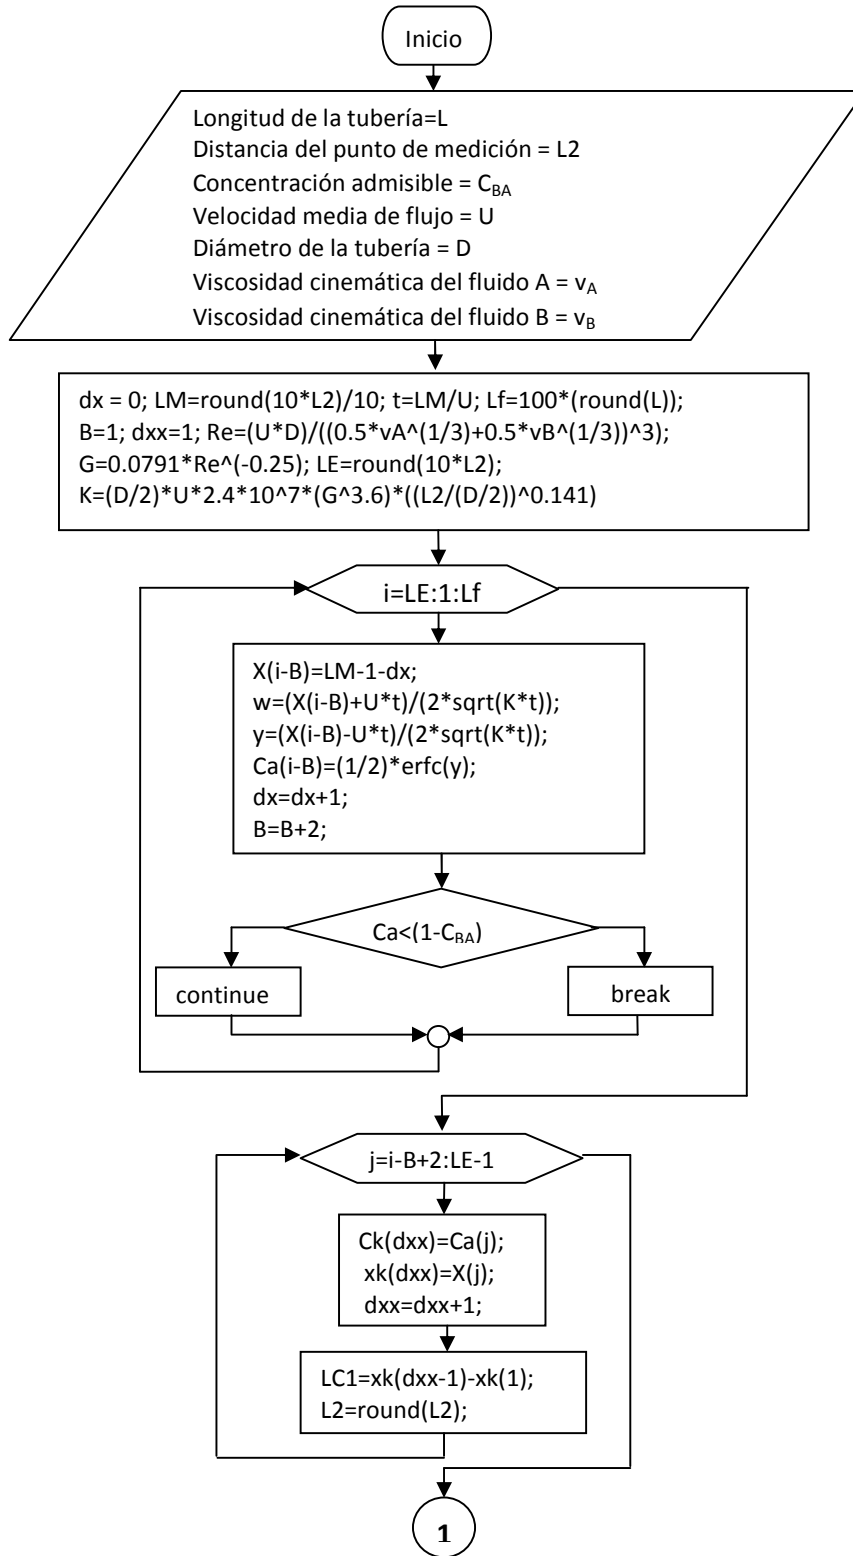 Inicio
Longitud de la tubería=L
Distancia del punto de medición = L2
Concentración admisible = C_BA
Velocidad media de flujo = U
Diámetro de la tubería = D
Viscosidad cinemática del fluido A = v_A
Viscosidad cinemática del fluido B = v_B
dx = 0; LM=round(10*L2)/10; t=LM/U; Lf=100*(round(L));
B=1; dxx=1; Re=(U*D)/((0.5*vA^(1/3)+0.5*vB^(1/3))^3);
G=0.0791*Re^(-0.25); LE=round(10*L2);
K=(D/2)*U*2.4*10^7*(G^3.6)*((L2/(D/2))^0.141)
i=LE:1:Lf
X(i-B)=LM-1-dx;
w=(X(i-B)+U*t)/(2*sqrt(K*t));
y=(X(i-B)-U*t)/(2*sqrt(K*t));
Ca(i-B)=(1/2)*erfc(y);
dx=dx+1;
B=B+2;
Ca<(1-C_BA)
continue
break
j=i-B+2:LE-1
Ck(dxx)=Ca(j);
xk(dxx)=X(j);
dxx=dxx+1;
LC1=xk(dxx-1)-xk(1);
L2=round(L2);
1